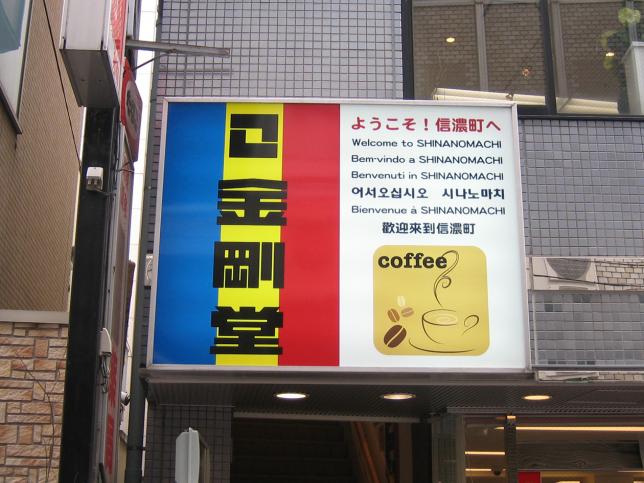 金剛堂
ようこそ！信濃町へ
Welcome to SHINANOMACHI
Bem-vindo a SHINANOMACHI
Benvenuti in SHINANOMACHI
어서오십시오 시나노마치
Bienvenue à SHINANOMACHI
歡迎來到信濃町
coffee